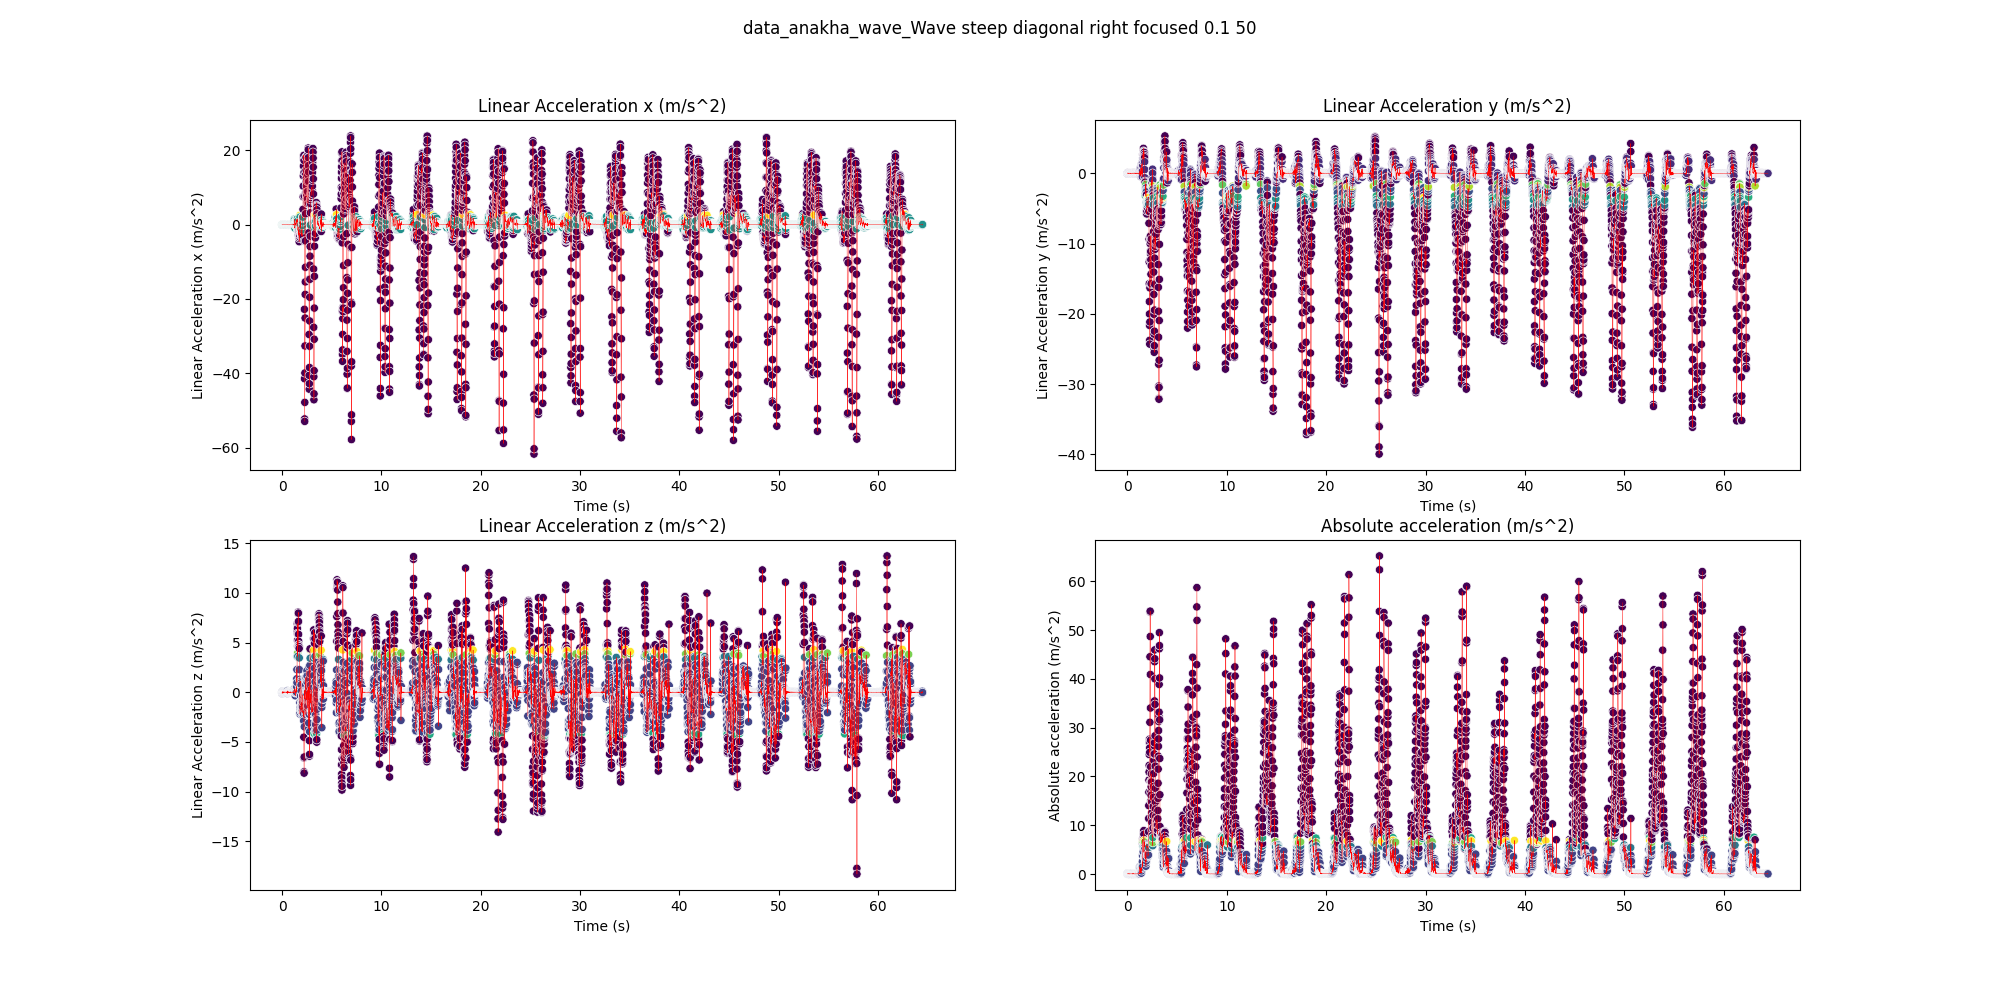 data_anakha_wave_Wave steep diagonal right focused 0.1 50
Linear Acceleration x (m/s^2)
Linear Acceleration x (m/s^2)
20
0
−20
−40
−60
0 10 20 30 40 50 60
Time (s)
Linear Acceleration y (m/s^2)
Linear Acceleration y (m/s^2)
0
−10
−20
−30
−40
0 10 20 30 40 50 60
Time (s)
Linear Acceleration z (m/s^2)
Linear Acceleration z (m/s^2)
15
10
5
0
−5
−10
−15
0 10 20 30 40 50 60
Time (s)
Absolute acceleration (m/s^2)
Absolute acceleration (m/s^2)
60
50
40
30
20
10
0
0 10 20 30 40 50 60
Time (s)